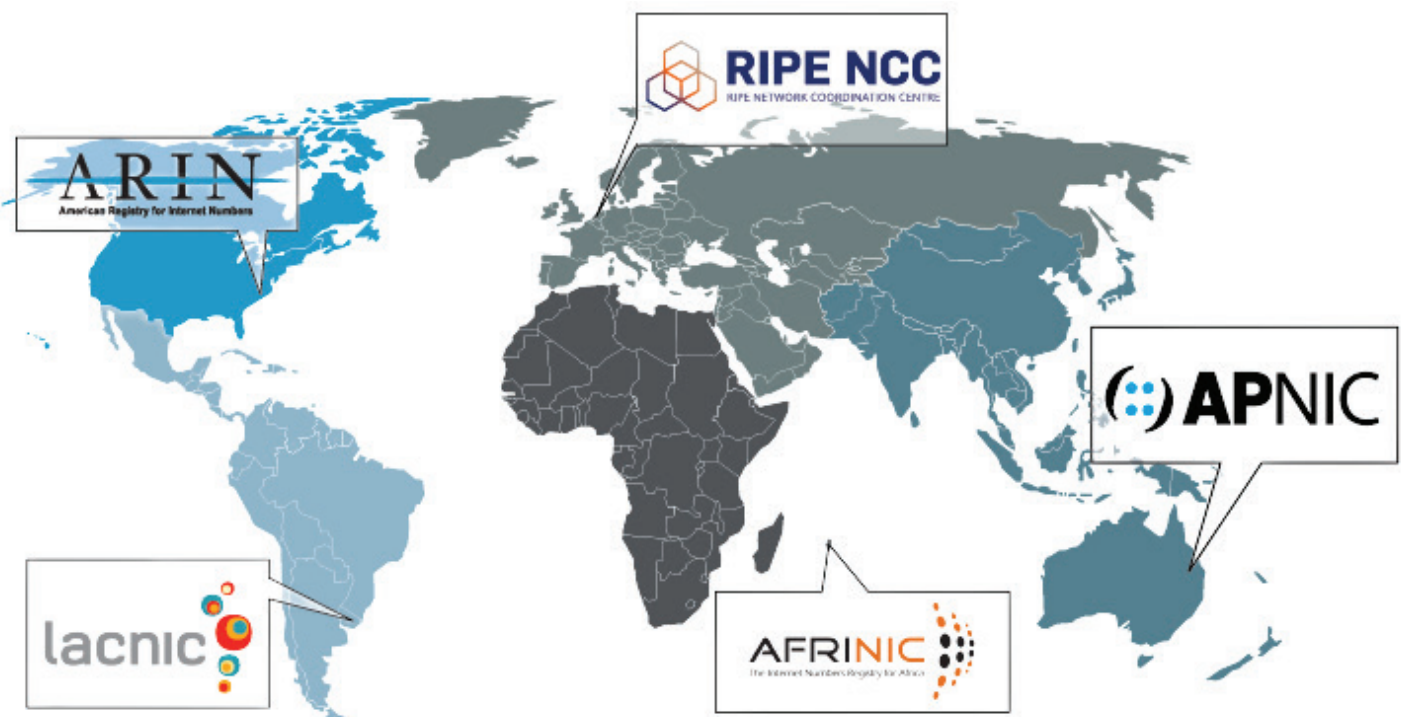 RIPE NCC
RIPE NETWORK COORDINATION CENTRE
ARIN
American Registry for Internet Numbers
APNIC
lacnic
AFRINIC
The Internet Numbers Registry for Africa